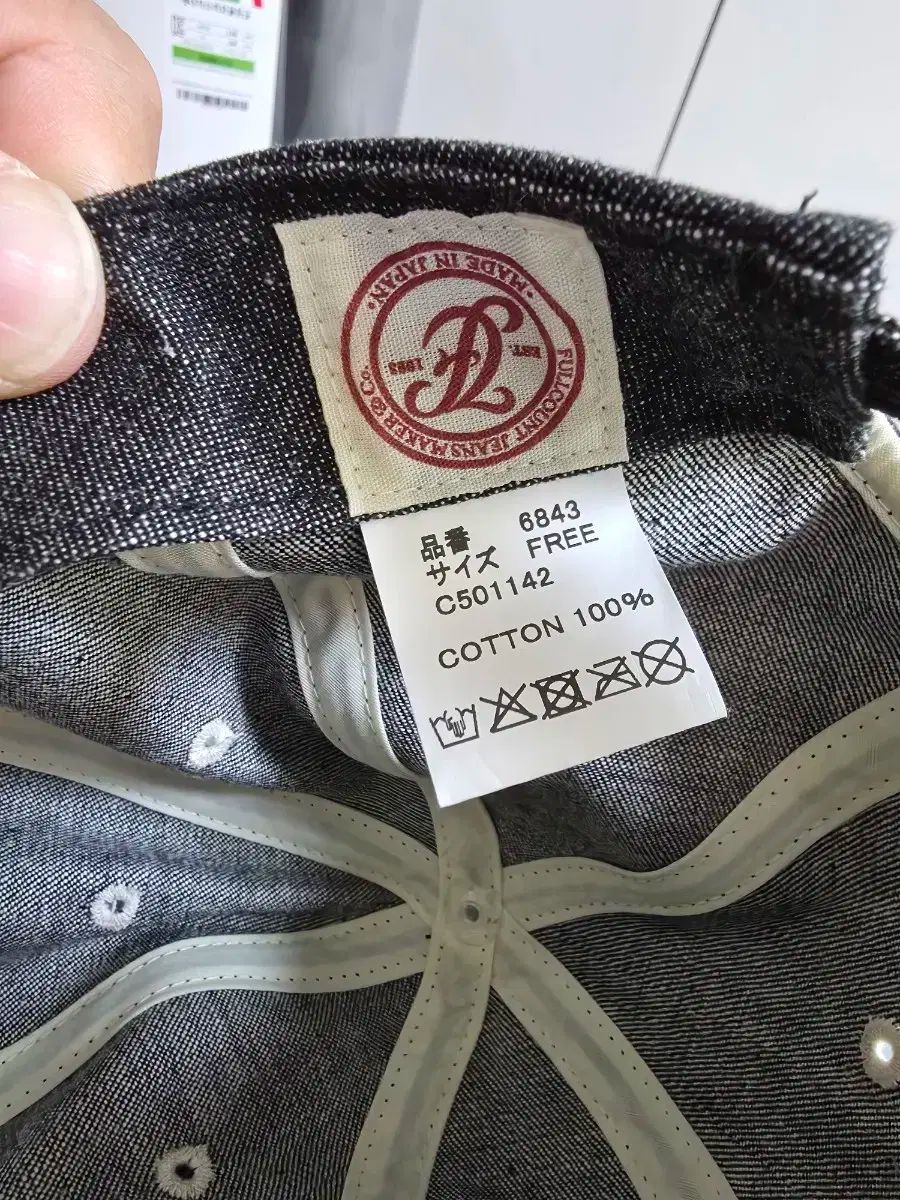 • MADE IN JAPAN •
EST. 1993
FULLCOUNT JEANS MAKER & Co.
品番 6843
サイズ FREE
C501142
COTTON 100%